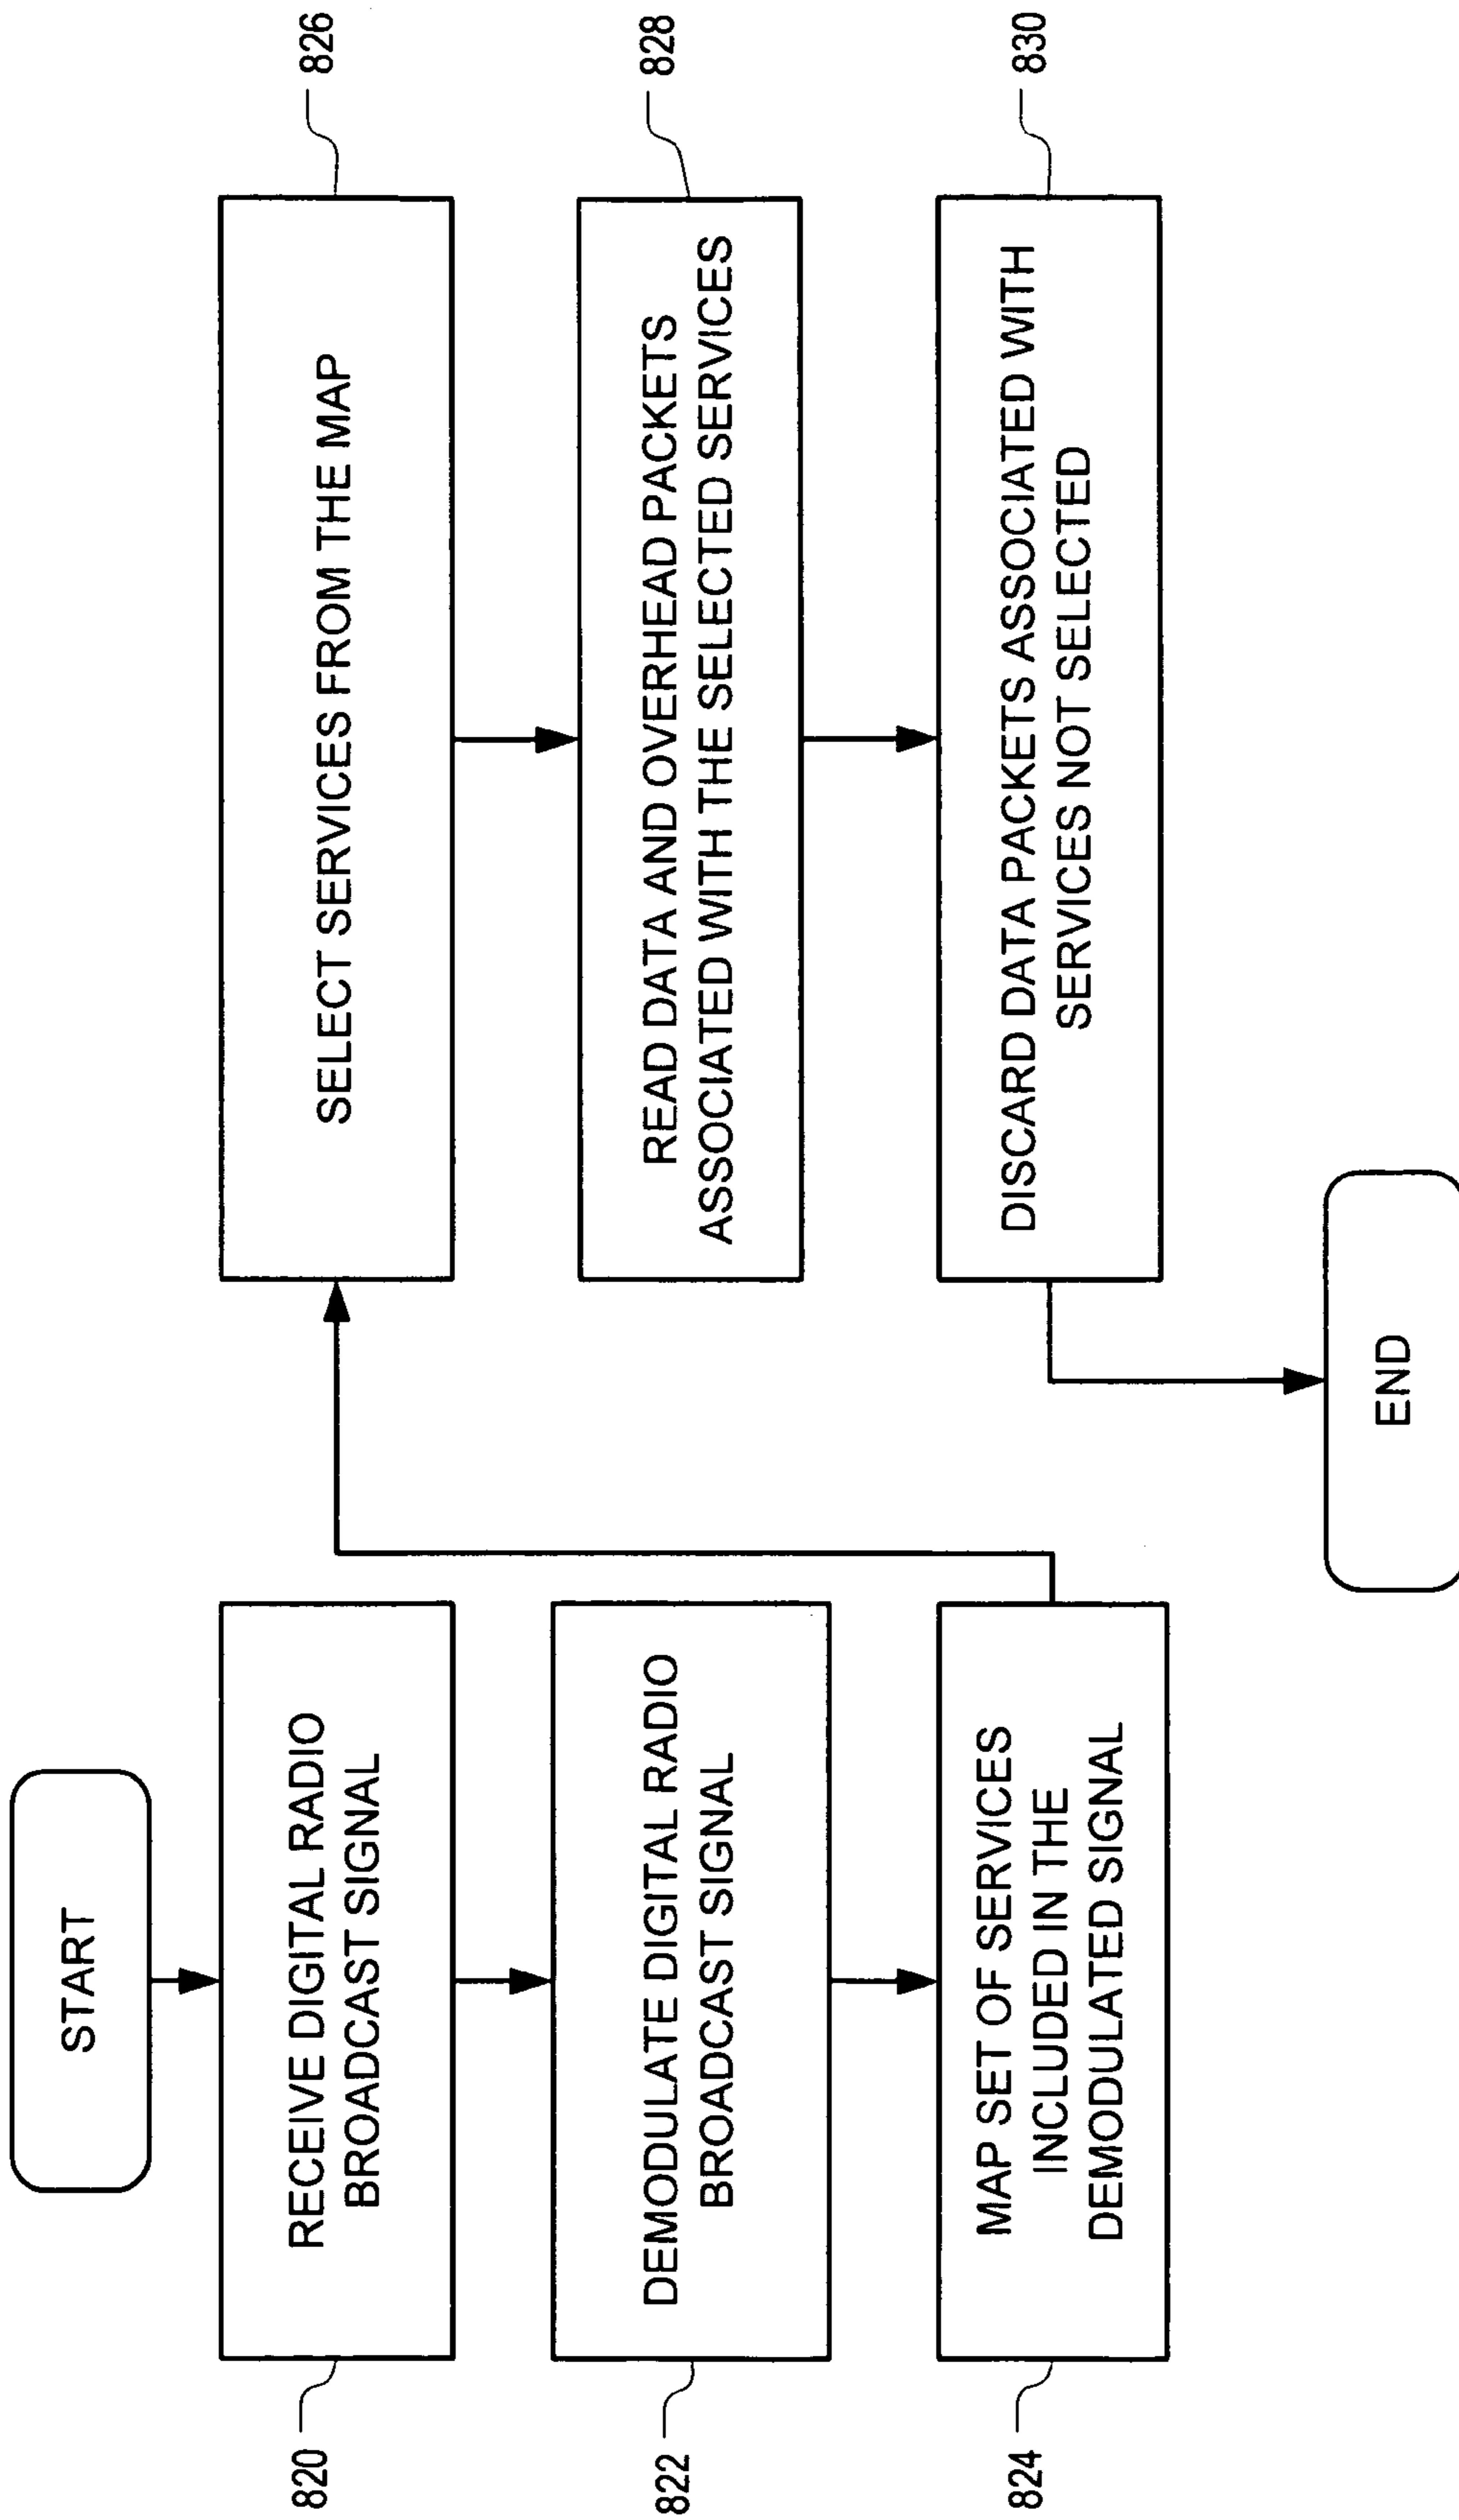 START
820
RECEIVE DIGITAL RADIO
BROADCAST SIGNAL
822
DEMODULATE DIGITAL RADIO
BROADCAST SIGNAL
824
MAP SET OF SERVICES
INCLUDED IN THE
DEMODULATED SIGNAL
SELECT SERVICES FROM THE MAP
826
READ DATA AND OVERHEAD PACKETS
ASSOCIATED WITH THE SELECTED SERVICES
828
DISCARD DATA PACKETS ASSOCIATED WITH
SERVICES NOT SELECTED
830
END